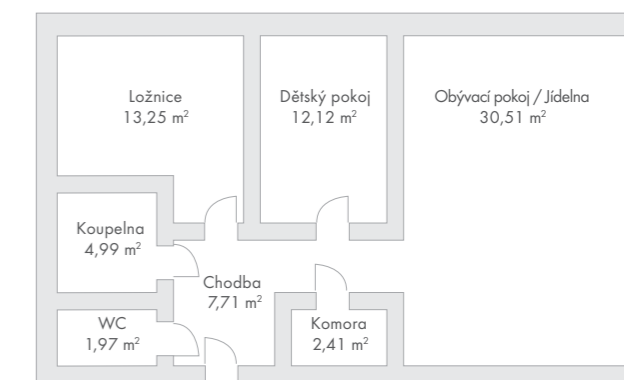 Ložnice
13,25 m²
Dětský pokoj
12,12 m²
Obývací pokoj / Jídelna
30,51 m²
Koupelna
4,99 m²
Chodba
7,71 m²
WC
1,97 m²
Komora
2,41 m²